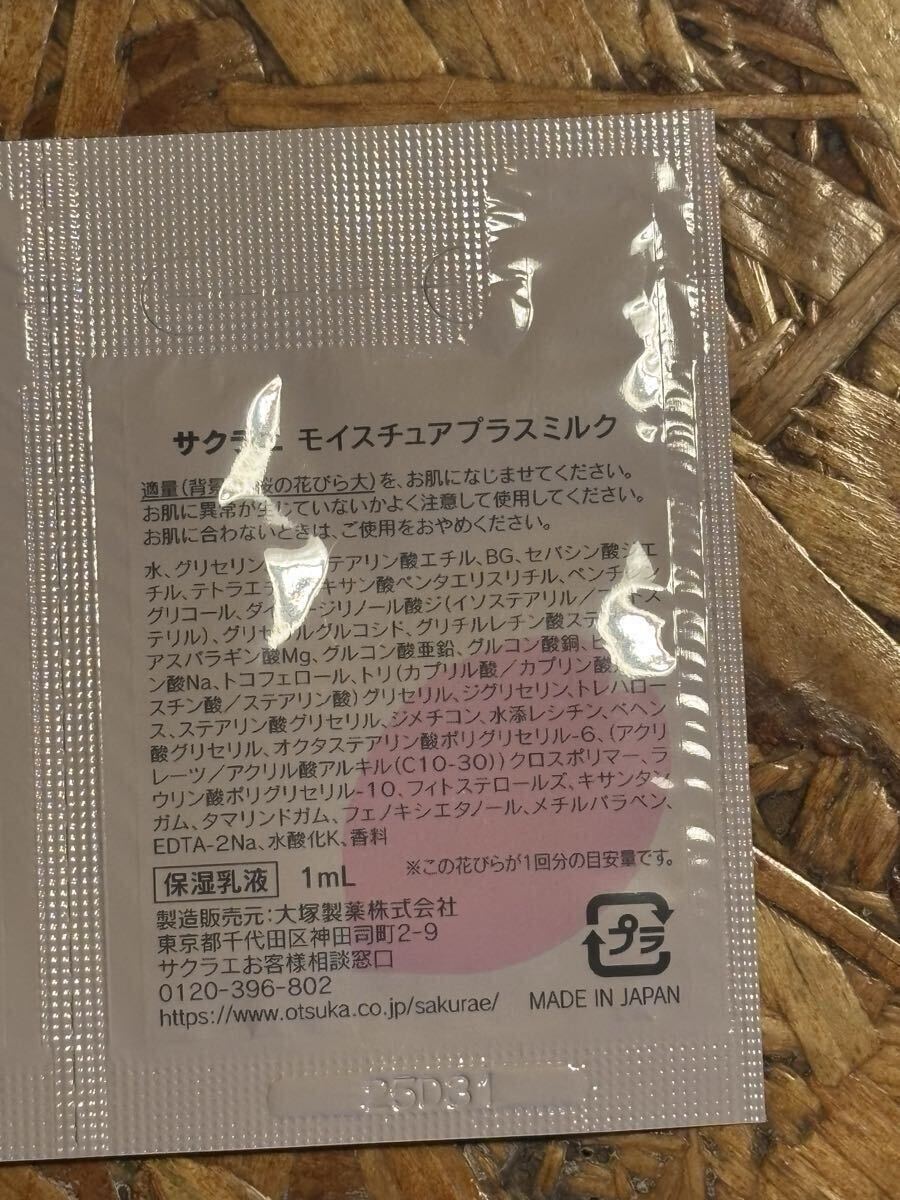 サクラエ モイスチュアプラスミルク
適量(背景 桜の花びら大)を、お肌になじませてください。
お肌に異常が生じていないかよく注意して使用してください。
お肌に合わないときは、ご使用をおやめください。
水、グリセリン テアリン酸エチル、BG、セバシン酸ジエ
チル、テトラエ キサン酸ペンタエリスリチル、ペンチレン
グリコール、ダイ ジリノール酸ジ(イソステアリル/ ス
テリル)、グリセリルグルコシド、グリチルレチン酸ステ
アスパラギン酸Mg、グルコン酸亜鉛、グルコン酸銅、ヒ
ン酸Na、トコフェロール、トリ(カプリル酸/カプリン酸
スチン酸/ステアリン酸)グリセリル、ジグリセリン、トレハロー
ス、ステアリン酸グリセリル、ジメチコン、水添レシチン、ベヘン
酸グリセリル、オクタステアリン酸ポリグリセリル-6、(アクリ
レーツ/アクリル酸アルキル(C10-30))クロスポリマー、ラ
ウリン酸ポリグリセリル-10、フィトステロールズ、キサンタン
ガム、タマリンドガム、フェノキシエタノール、メチルパラベン、
EDTA-2Na、水酸化K、香料
※この花びらが1回分の目安量です。
保湿乳液 1mL
製造販売元:大塚製薬株式会社
東京都千代田区神田司町2-9
サクラエお客様相談窓口
0120-396-802
https://www.otsuka.co.jp/sakurae/
プラ
MADE IN JAPAN